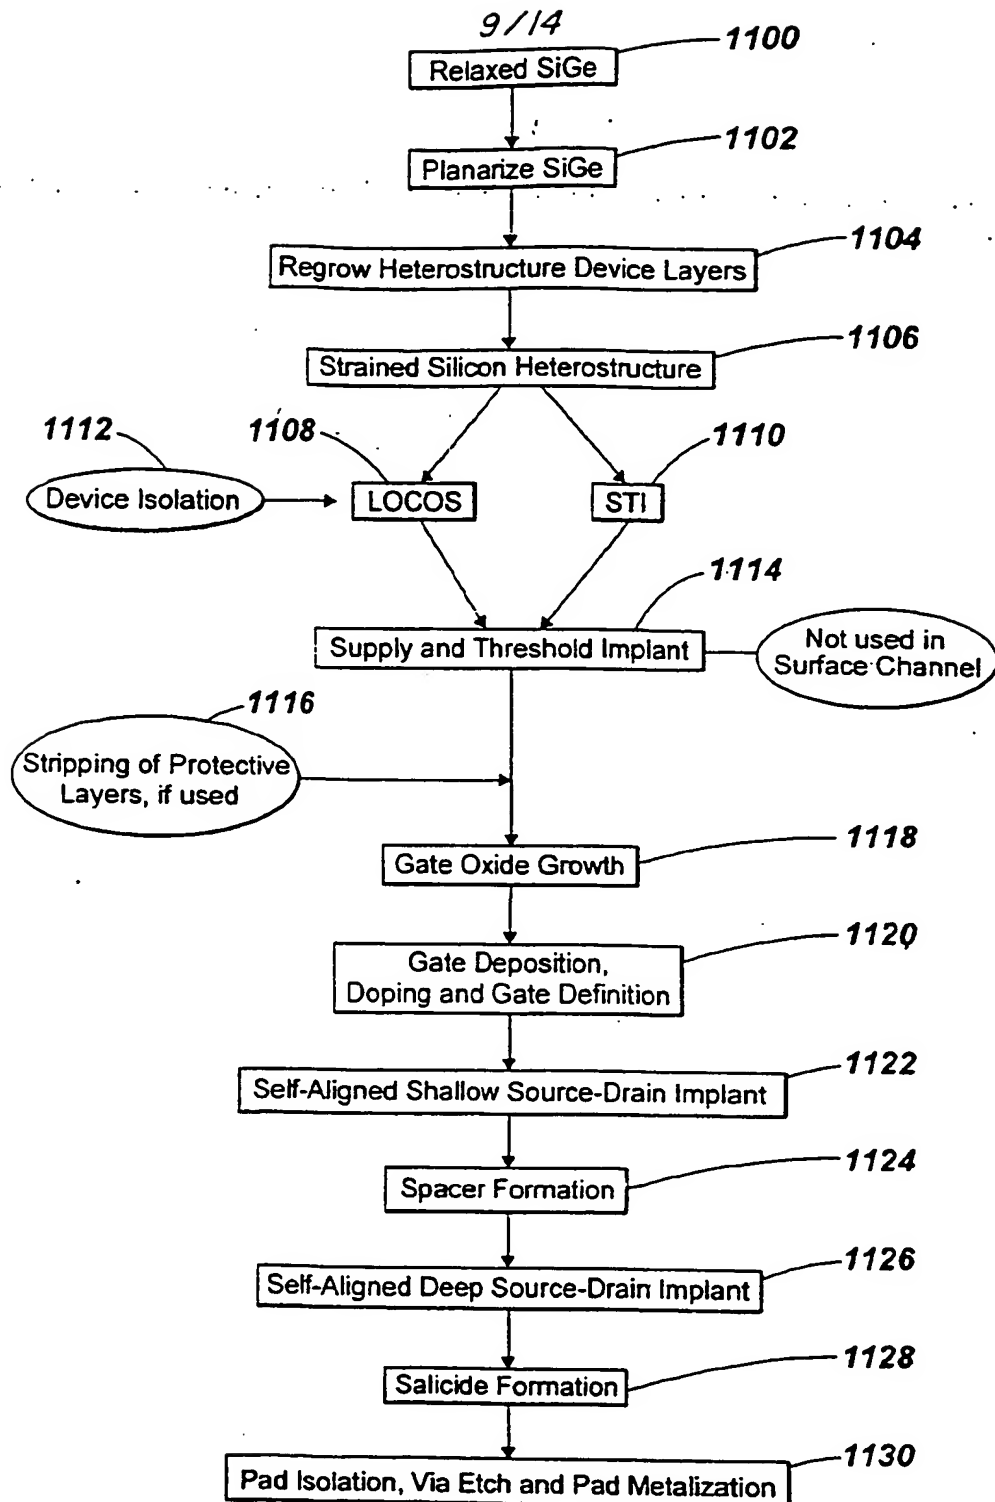 9/14
1100
Relaxed SiGe
1102
Planarize SiGe
1104
Regrow Heterostructure Device Layers
1106
Strained Silicon Heterostructure
1112
1108
1110
Device Isolation
LOCOS
STI
1114
Supply and Threshold Implant
Not used in
Surface Channel
1116
Stripping of Protective
Layers, if used
1118
Gate Oxide Growth
1120
Gate Deposition,
Doping and Gate Definition
1122
Self-Aligned Shallow Source-Drain Implant
1124
Spacer Formation
1126
Self-Aligned Deep Source-Drain Implant
1128
Salicide Formation
1130
Pad Isolation, Via Etch and Pad Metalization